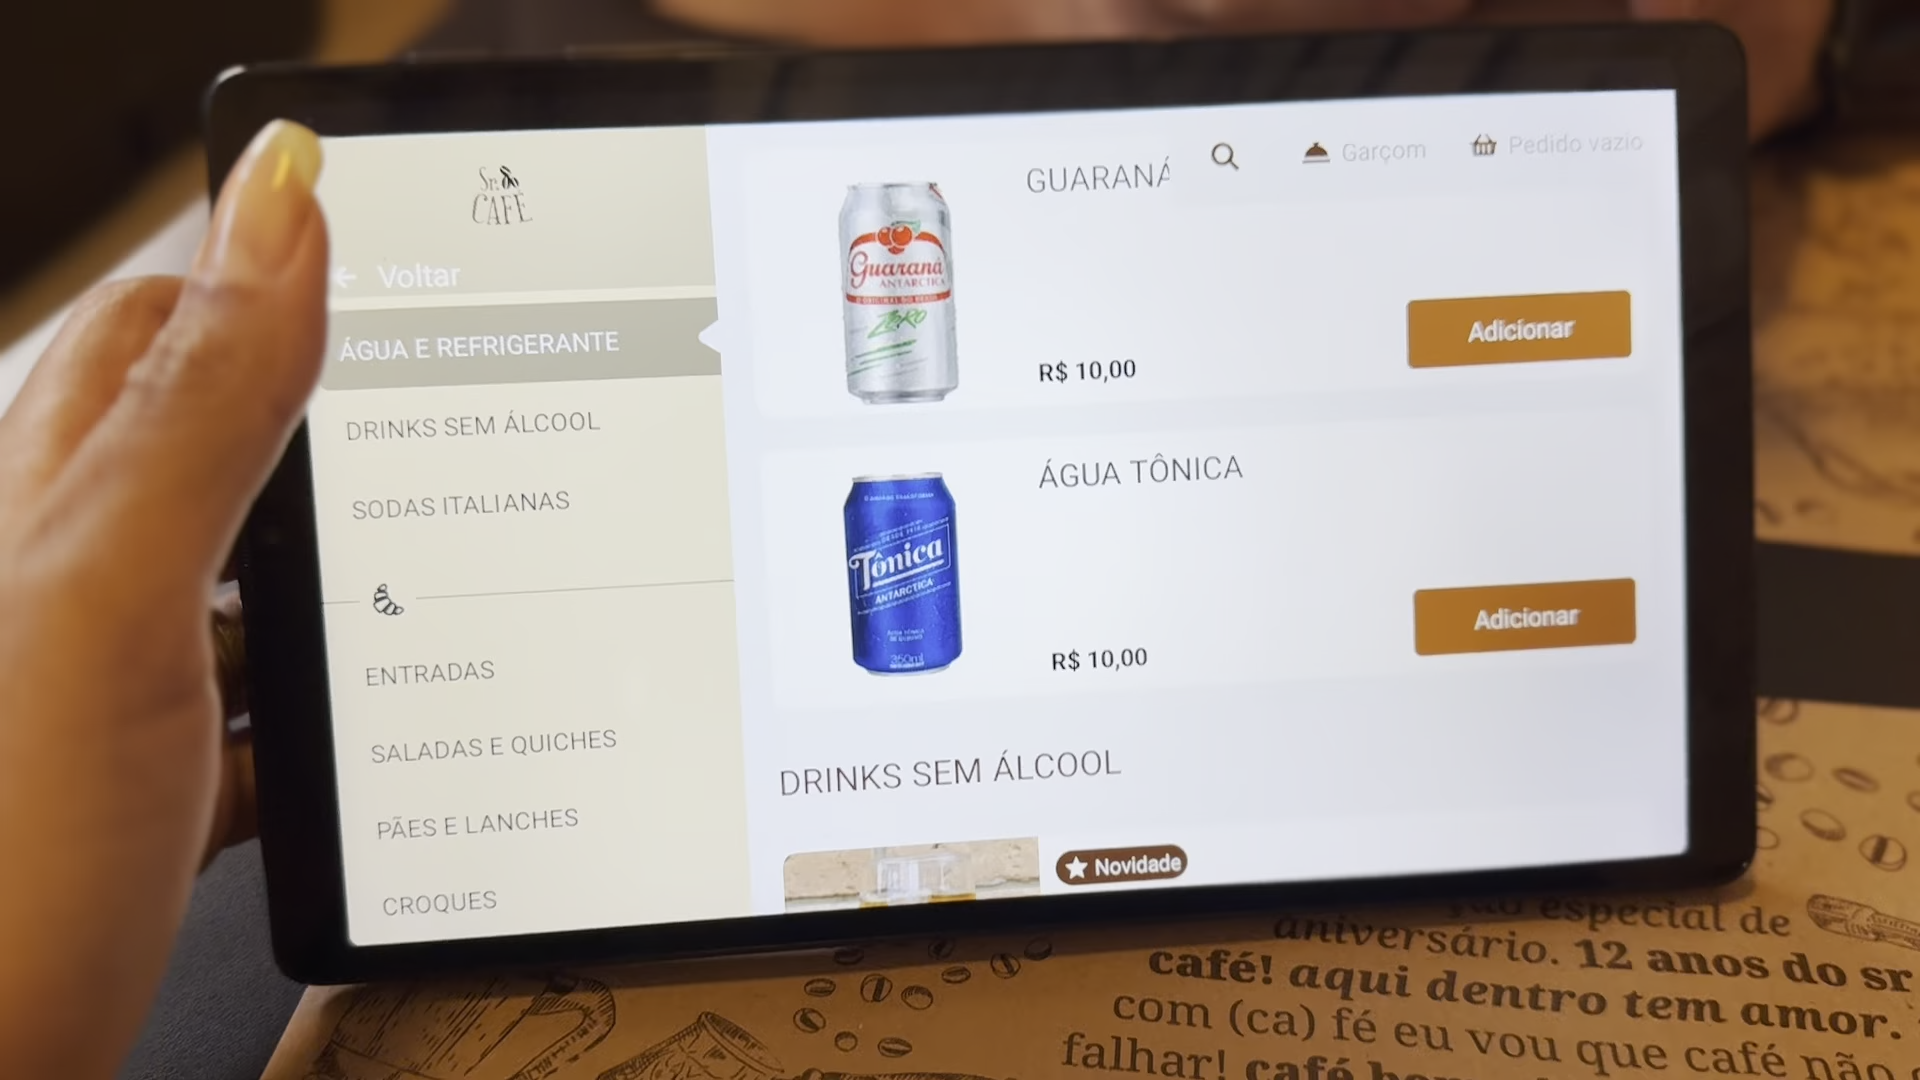 Sr.
CAFÉ
Voltar
ÁGUA E REFRIGERANTE
DRINKS SEM ÁLCOOL
SODAS ITALIANAS
ENTRADAS
SALADAS E QUICHES
PÃES E LANCHES
CROQUES
Garçom
Pedido vazio
GUARANÁ
Guaraná
ANTARCTICA
ZERO
R$ 10,00
Adicionar
ÁGUA TÔNICA
Tônica
ANTARCTICA
350ml
R$ 10,00
Adicionar
DRINKS SEM ÁLCOOL
Novidade
especial de
aniversário. 12 anos do sr
café! aqui dentro tem amor.
com (ca) fé eu vou que café não
falhar! café